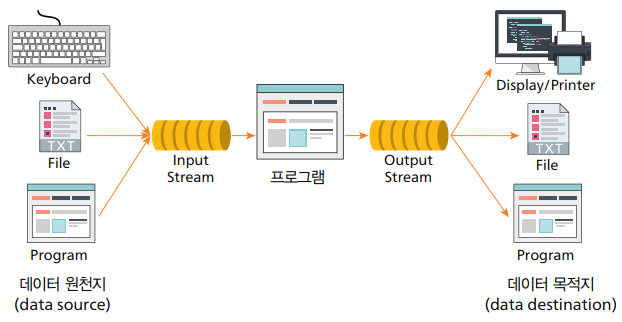 Keyboard
TXT
File
Program
데이터 원천지
(data source)
Input
Stream
프로그램
Output
Stream
Display/Printer
TXT
File
Program
데이터 목적지
(data destination)